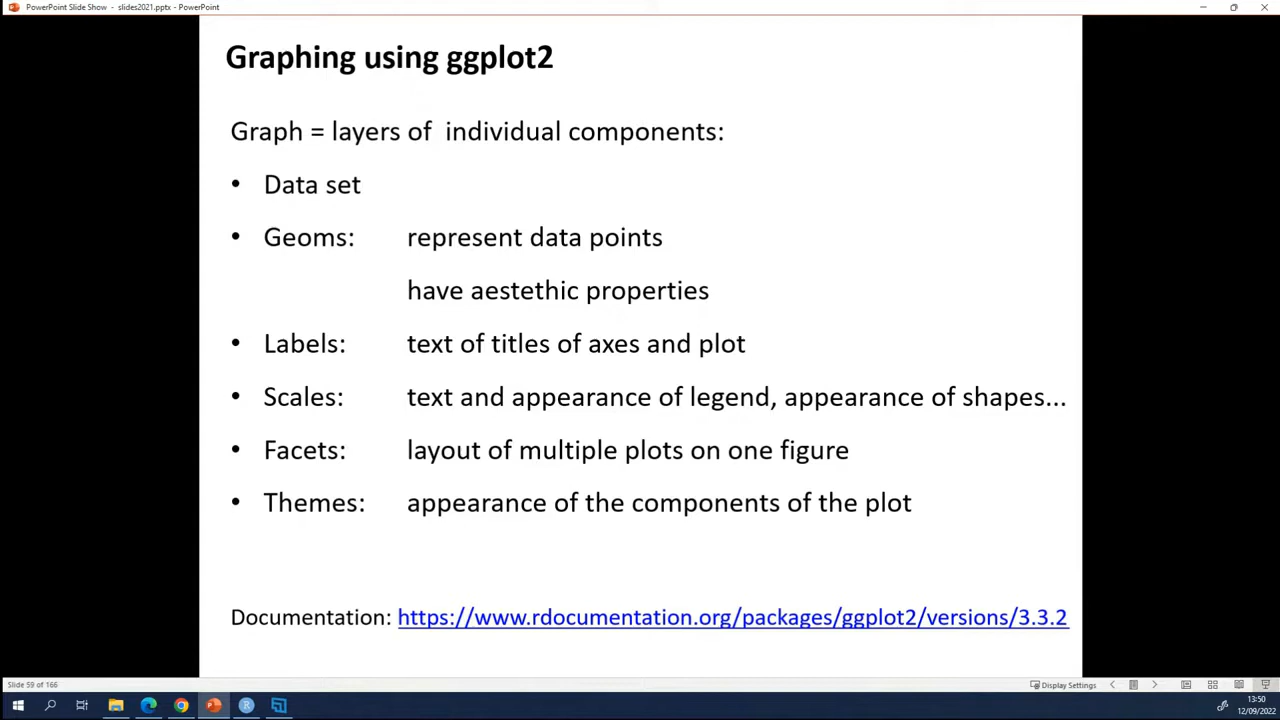 PowerPoint Slide Show - slides2021.pptx - PowerPoint
Graphing using ggplot2
Graph = layers of individual components:
• Data set
• Geoms: represent data points
have aestethic properties
• Labels: text of titles of axes and plot
• Scales: text and appearance of legend, appearance of shapes...
• Facets: layout of multiple plots on one figure
• Themes: appearance of the components of the plot
Documentation: https://www.rdocumentation.org/packages/ggplot2/versions/3.3.2
Slide 59 of 166
Display Settings
13:50
12/09/2022